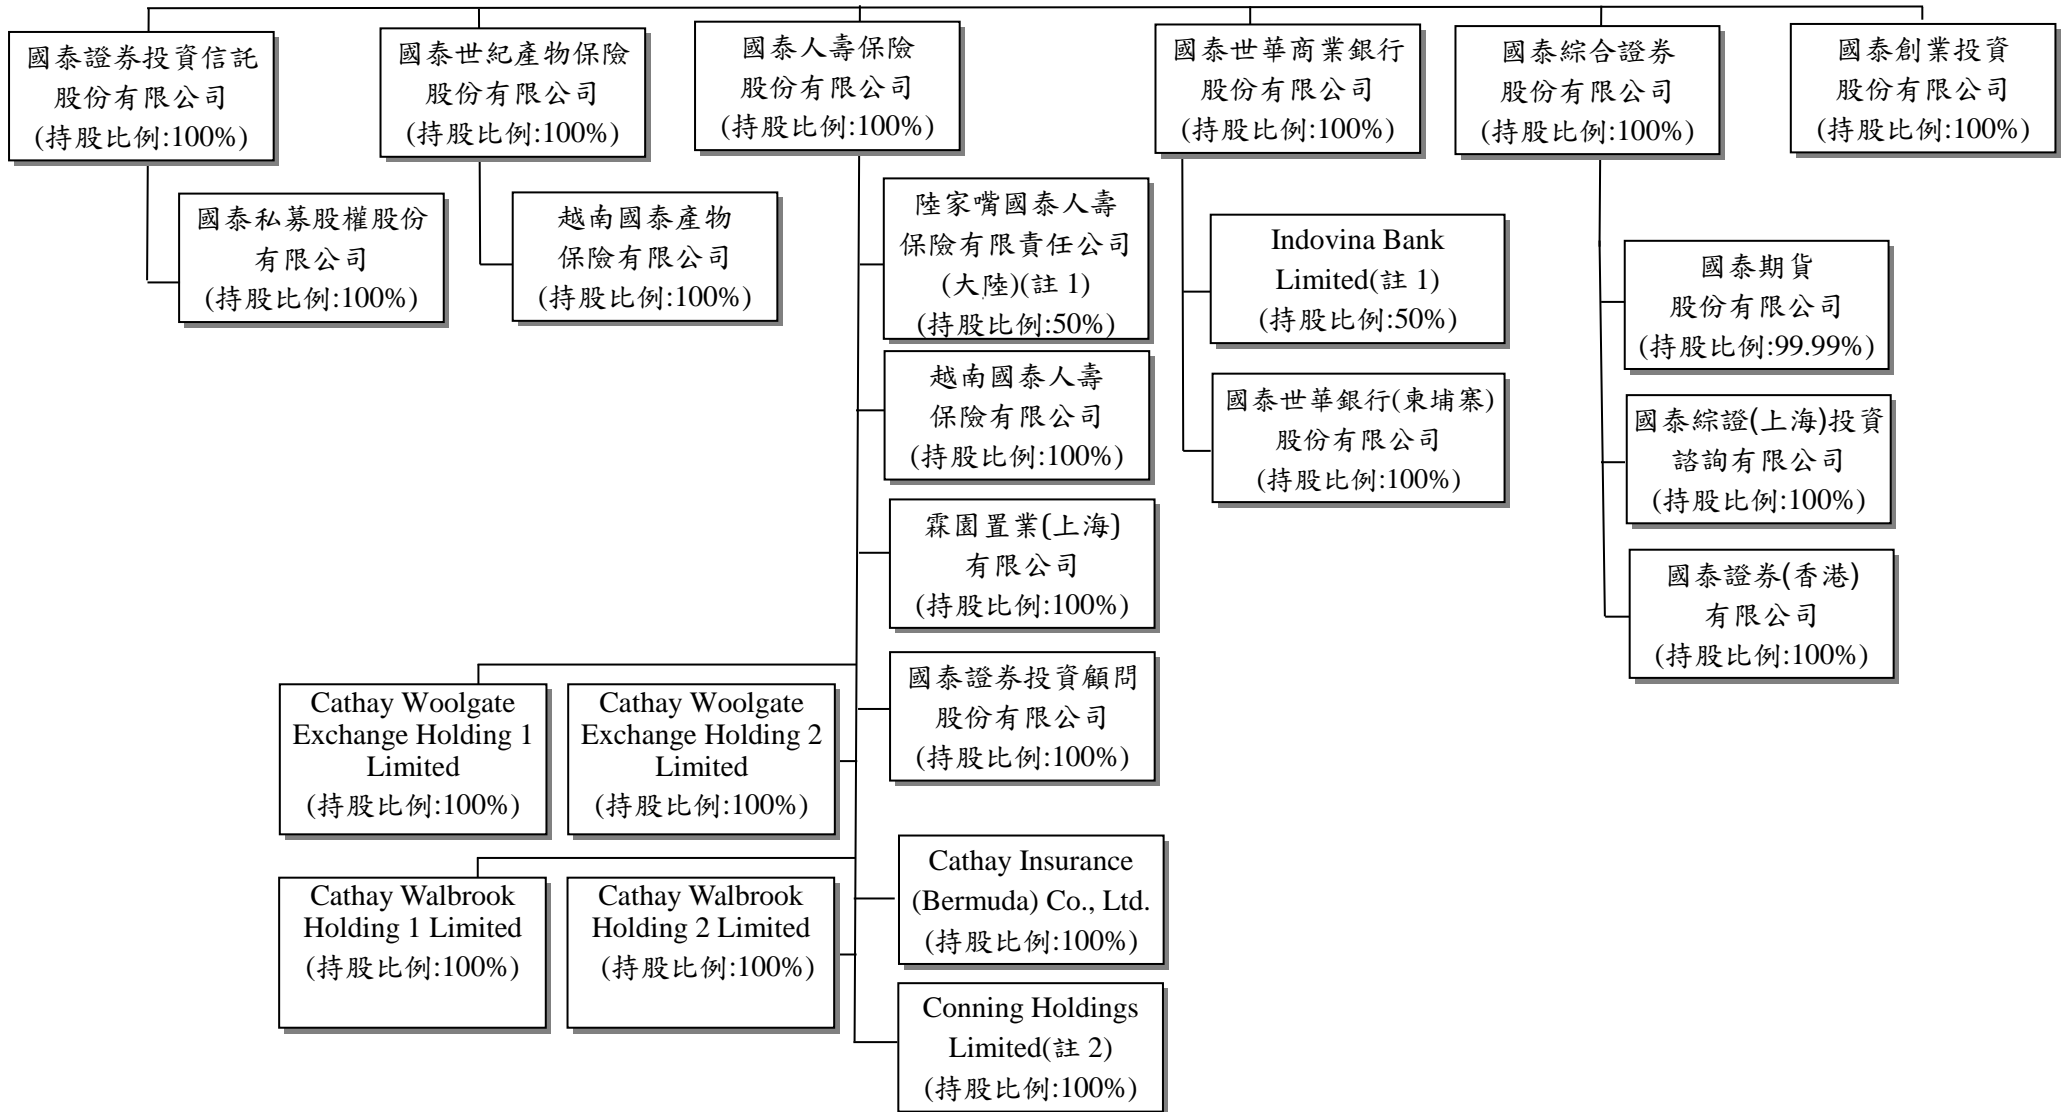 國泰證券投資信託
股份有限公司
(持股比例:100%)
國泰世紀產物保險
股份有限公司
(持股比例:100%)
國泰人壽保險
股份有限公司
(持股比例:100%)
國泰世華商業銀行
股份有限公司
(持股比例:100%)
國泰綜合證券
股份有限公司
(持股比例:100%)
國泰創業投資
股份有限公司
(持股比例:100%)
國泰私募股權股份
有限公司
(持股比例:100%)
越南國泰產物
保險有限公司
(持股比例:100%)
陸家嘴國泰人壽
保險有限責任公司
(大陸)(註 1)
(持股比例:50%)
越南國泰人壽
保險有限公司
(持股比例:100%)
霖園置業(上海)
有限公司
(持股比例:100%)
國泰證券投資顧問
股份有限公司
(持股比例:100%)
Cathay Woolgate
Exchange Holding 1
Limited
(持股比例:100%)
Cathay Woolgate
Exchange Holding 2
Limited
(持股比例:100%)
Cathay Walbrook
Holding 1 Limited
(持股比例:100%)
Cathay Walbrook
Holding 2 Limited
(持股比例:100%)
Cathay Insurance
(Bermuda) Co., Ltd.
(持股比例:100%)
Conning Holdings
Limited(註 2)
(持股比例:100%)
Indovina Bank
Limited(註 1)
(持股比例:50%)
國泰世華銀行(柬埔寨)
股份有限公司
(持股比例:100%)
國泰期貨
股份有限公司
(持股比例:99.99%)
國泰綜證(上海)投資
諮詢有限公司
(持股比例:100%)
國泰證券(香港)
有限公司
(持股比例:100%)